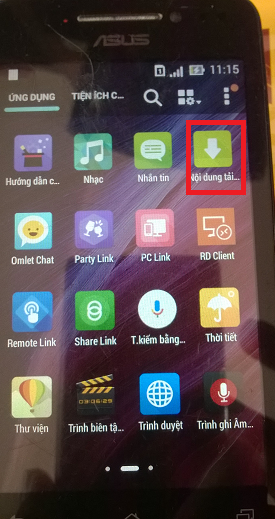 ASUS
1
11:15
ỨNG DỤNG TIỆN ÍCH C...
Hướng dẫn c... Nhạc Nhắn tin Nội dung tải...
Omlet Chat Party Link PC Link RD Client
Remote Link Share Link T.kiếm bằng... Thời tiết
Thư viện Trình biên tậ... Trình duyệt Trình ghi Âm...